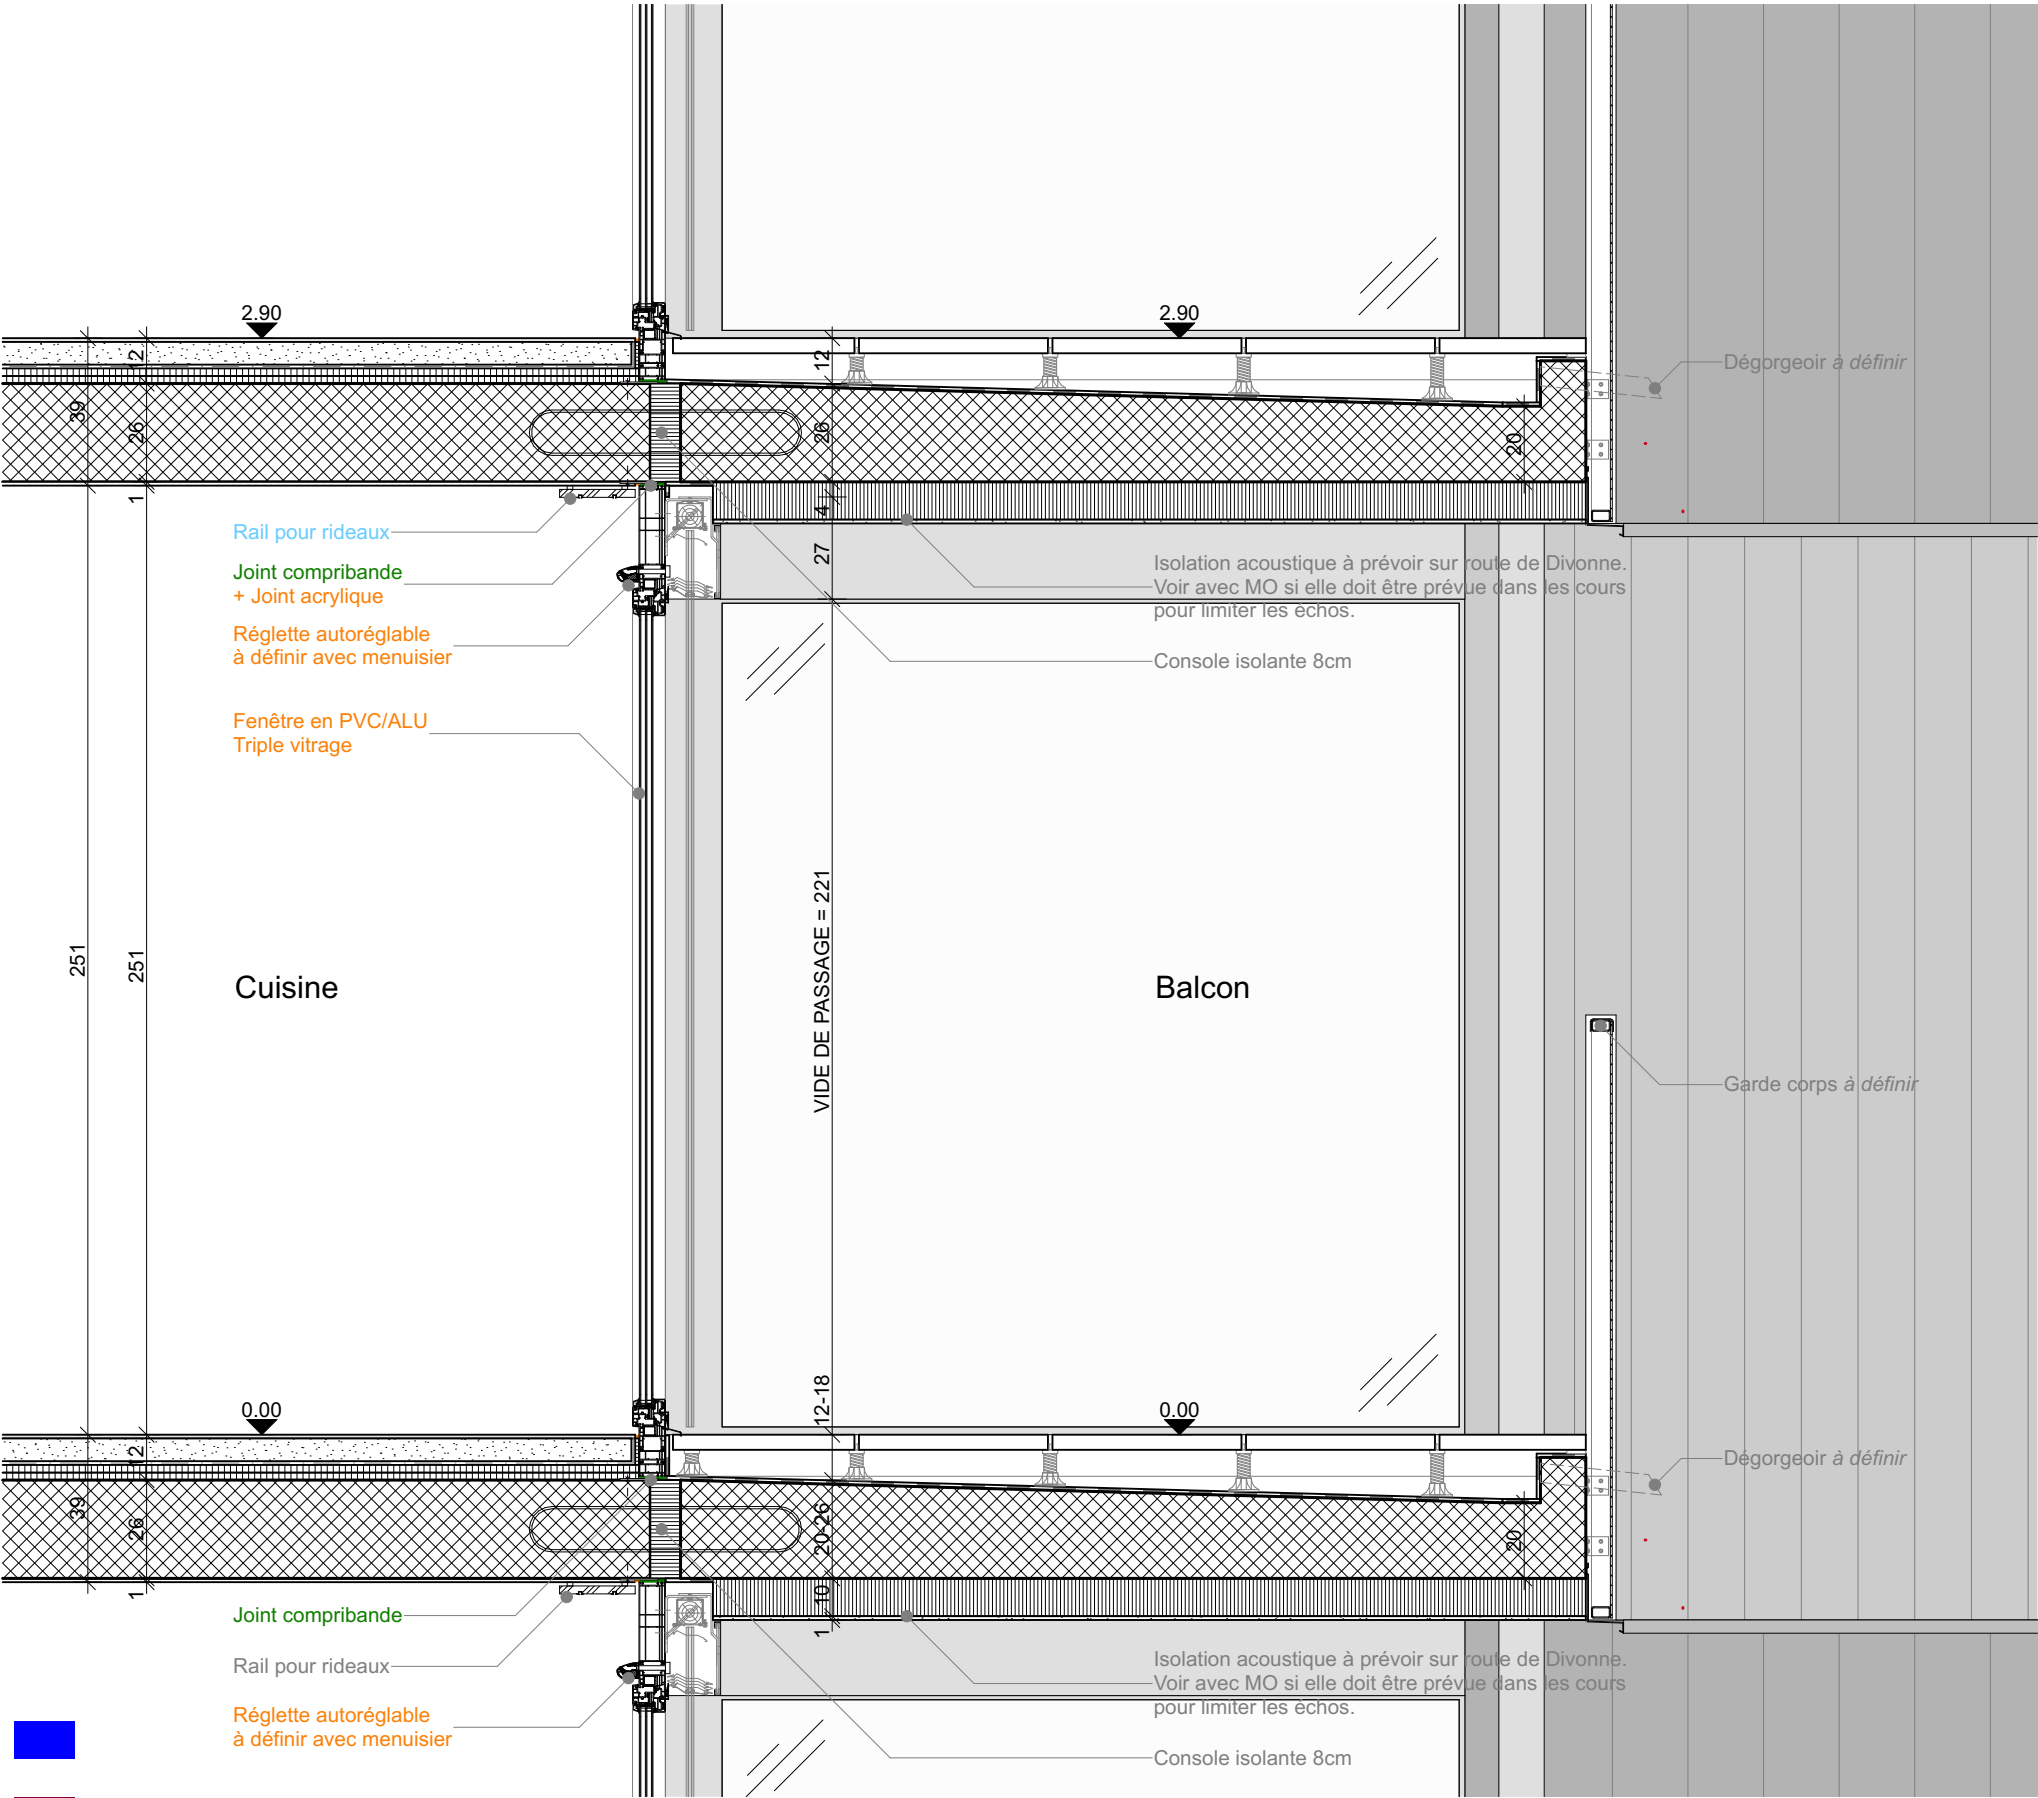 2.90
2.90
12
12
39
26
26
20
1
4
27
Dégorgeoir à définir
Rail pour rideaux
Joint compribande
+ Joint acrylique
Réglette autoréglable
à définir avec menuisier
Fenêtre en PVC/ALU
Triple vitrage
Isolation acoustique à prévoir sur route de Divonne.
Voir avec MO si elle doit être prévue dans les cours
pour limiter les échos.
Console isolante 8cm
251
251
Cuisine
VIDE DE PASSAGE = 221
Balcon
Garde corps à définir
0.00
0.00
12
12-18
39
26
20-26
20
1
10
1
Dégorgeoir à définir
Joint compribande
Rail pour rideaux
Réglette autoréglable
à définir avec menuisier
Isolation acoustique à prévoir sur route de Divonne.
Voir avec MO si elle doit être prévue dans les cours
pour limiter les échos.
Console isolante 8cm